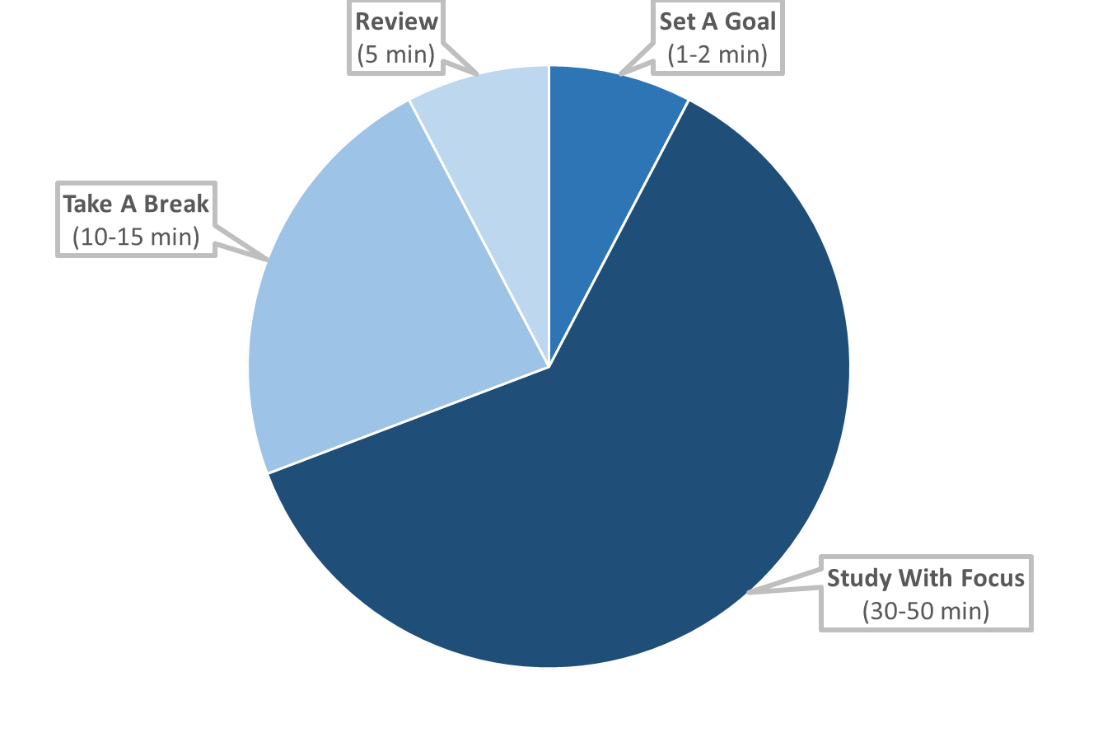 Review
(5 min)
Set A Goal
(1-2 min)
Take A Break
(10-15 min)
Study With Focus
(30-50 min)